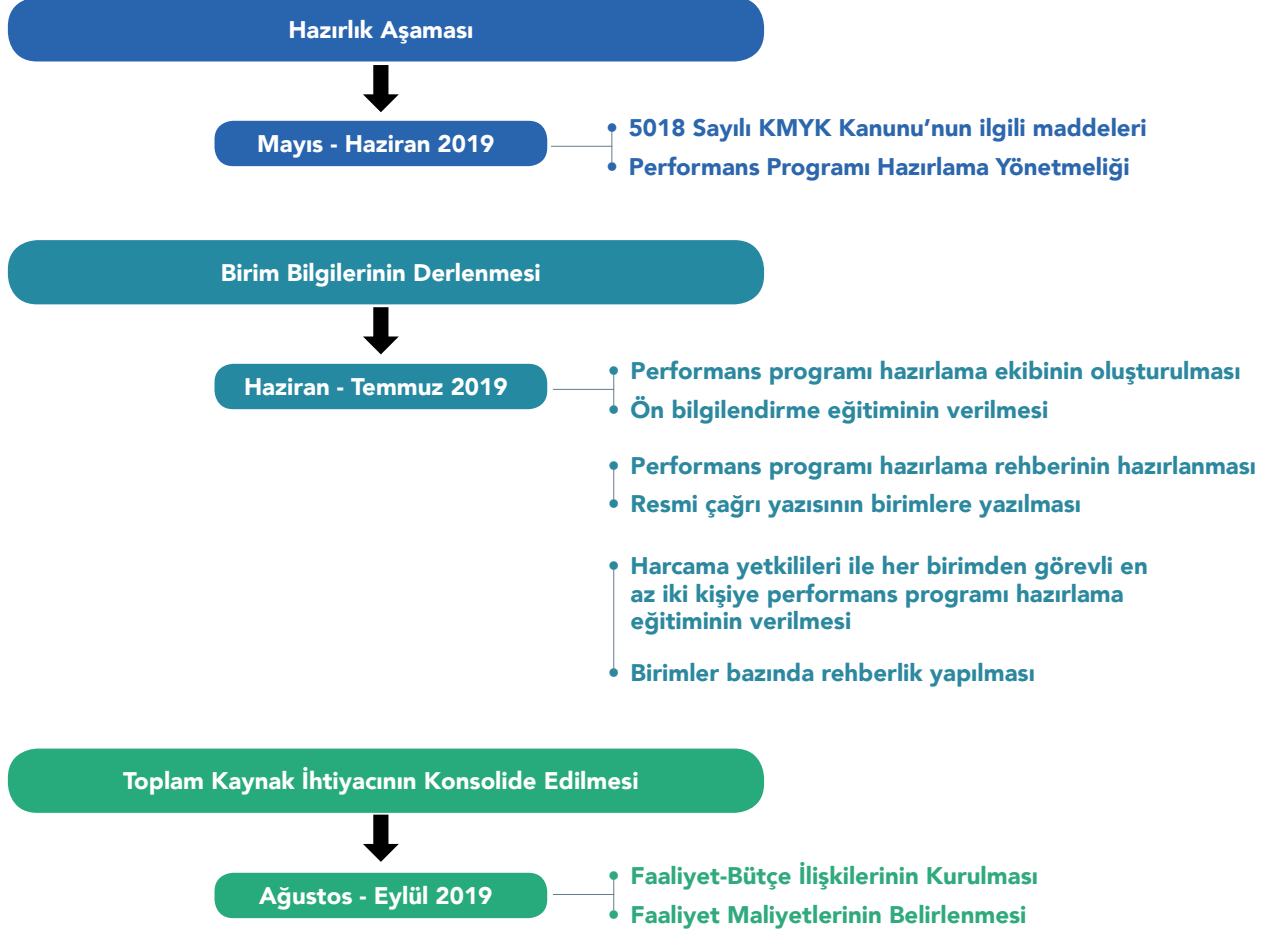 Hazırlık Aşaması
Mayıs - Haziran 2019
• 5018 Sayılı KMYK Kanunu’nun ilgili maddeleri
• Performans Programı Hazırlama Yönetmeliği
Birim Bilgilerinin Derlenmesi
Haziran - Temmuz 2019
• Performans programı hazırlama ekibinin oluşturulması
• Ön bilgilendirme eğitiminin verilmesi
• Performans programı hazırlama rehberinin hazırlanması
• Resmi çağrı yazısının birimlere yazılması
• Harcama yetkilileri ile her birimden görevli en
az iki kişiye performans programı hazırlama
eğitiminin verilmesi
• Birimler bazında rehberlik yapılması
Toplam Kaynak İhtiyacının Konsolide Edilmesi
Ağustos - Eylül 2019
• Faaliyet-Bütçe İlişkilerinin Kurulması
• Faaliyet Maliyetlerinin Belirlenmesi